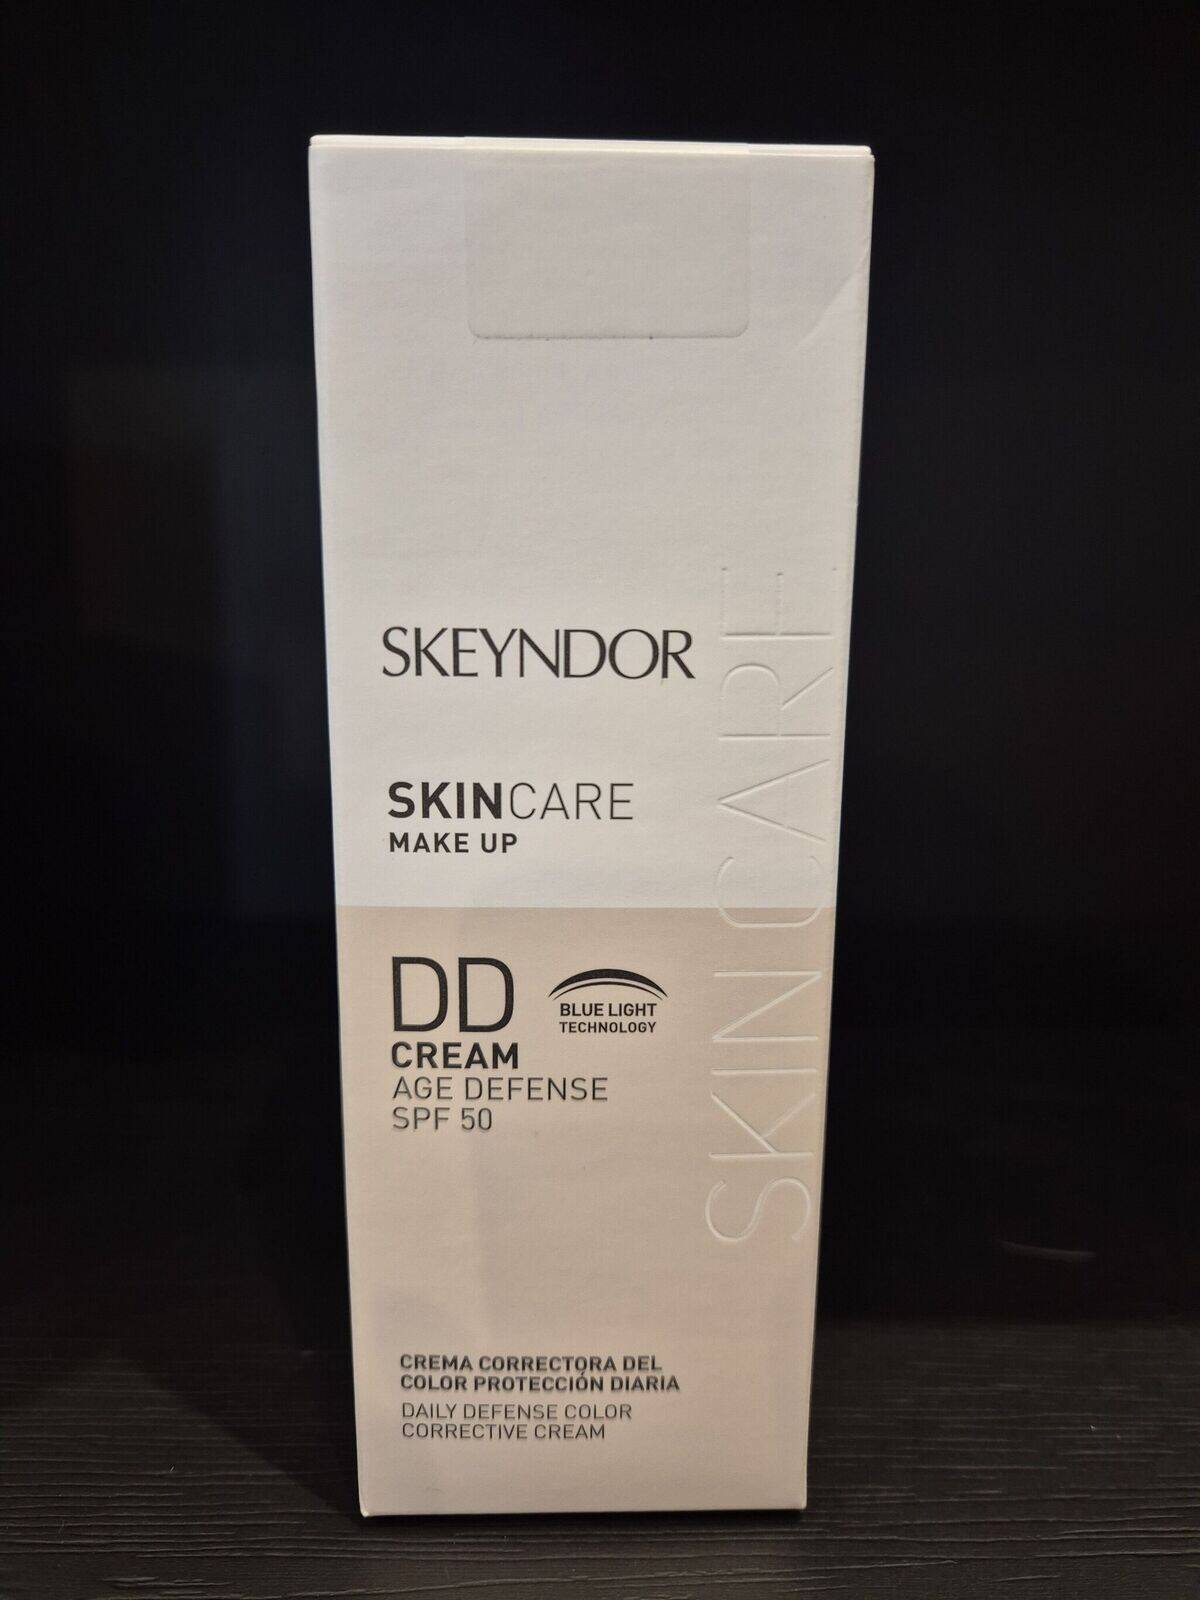 SKEYNDOR
SKINCARE
MAKE UP
DD
CREAM
AGE DEFENSE
SPF 50
BLUE LIGHT
TECHNOLOGY
CREMA CORRECTORA DEL
COLOR PROTECCIÓN DIARIA
DAILY DEFENSE COLOR
CORRECTIVE CREAM
SKINCARE